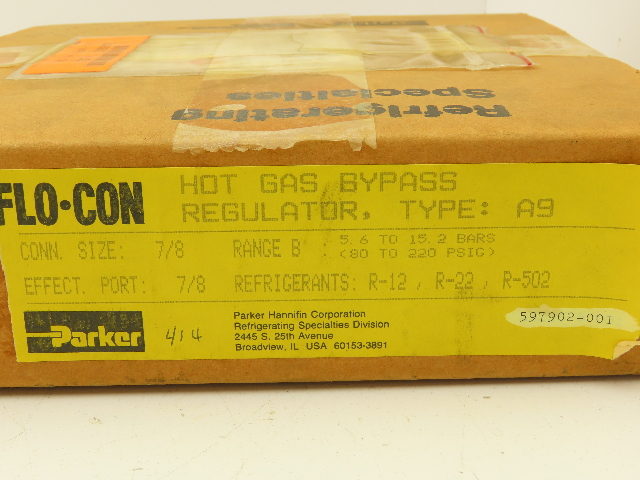 Refrigerating
Specialties
FLO•CON
HOT GAS BYPASS
REGULATOR, TYPE: A9
CONN. SIZE: 7/8 RANGE B : 5.6 TO 15.2 BARS
(80 TO 220 PSIG)
EFFECT. PORT: 7/8 REFRIGERANTS: R-12 , R-22 , R-502
Parker
414
Parker Hannifin Corporation
Refrigerating Specialties Division
2445 S. 25th Avenue
Broadview, IL USA 60153-3891
597902-001